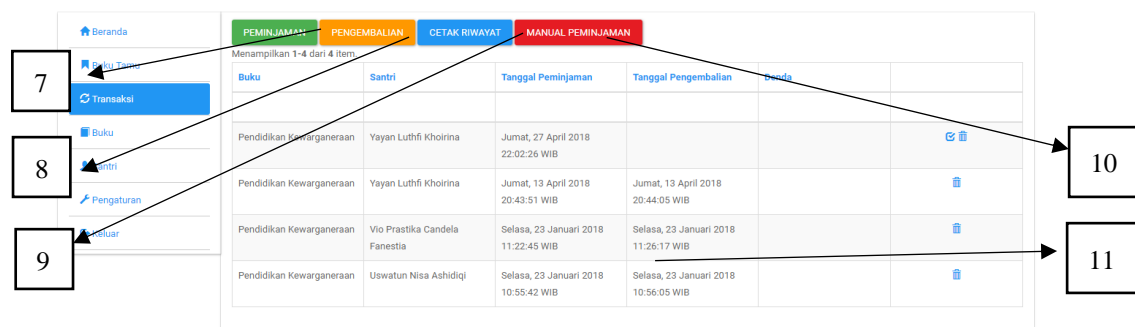 Beranda
PEMINJAMAN PENGEMBALIAN CETAK RIWAYAT MANUAL PEMINJAMAN
Menampilkan 1-4 dari 4 item.
Buku Tamu
7
Buku Santri Tanggal Peminjaman Tanggal Pengembalian Denda
Transaksi
Buku
Pendidikan Kewarganeraan Yayan Luthfi Khoirina Jumat, 27 April 2018
22:02:26 WIB
8
Santri
10
Pendidikan Kewarganeraan Yayan Luthfi Khoirina Jumat, 13 April 2018 Jumat, 13 April 2018
20:43:51 WIB 20:44:05 WIB
Pengaturan
Keluar
Pendidikan Kewarganeraan Vio Prastika Candela Selasa, 23 Januari 2018 Selasa, 23 Januari 2018
Fanestia 11:22:45 WIB 11:26:17 WIB
9
11
Pendidikan Kewarganeraan Uswatun Nisa Ashidiqi Selasa, 23 Januari 2018 Selasa, 23 Januari 2018
10:55:42 WIB 10:56:05 WIB